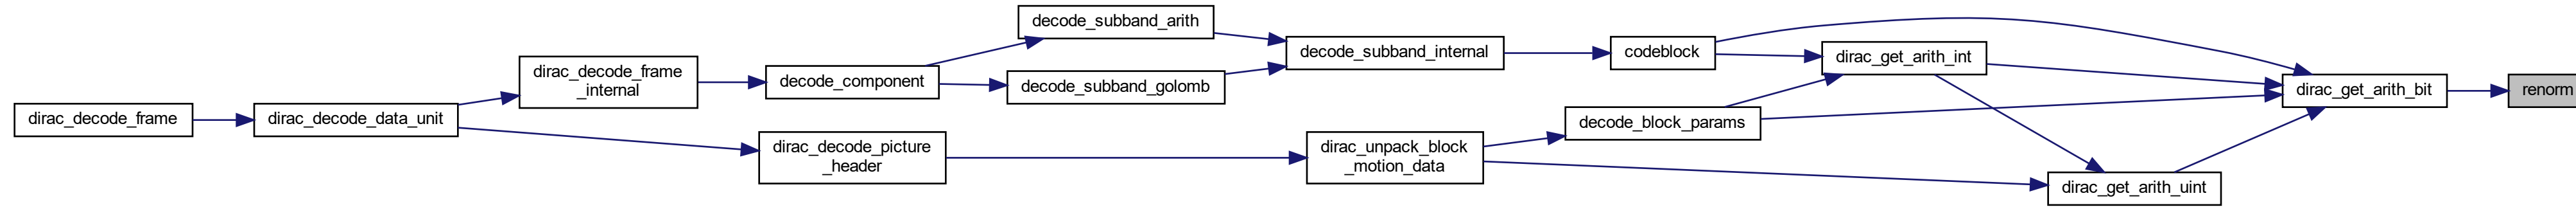 dirac_decode_frame
dirac_decode_data_unit
dirac_decode_frame
_internal
dirac_decode_picture
_header
decode_component
decode_subband_arith
decode_subband_golomb
decode_subband_internal
dirac_unpack_block
_motion_data
codeblock
decode_block_params
dirac_get_arith_int
dirac_get_arith_uint
dirac_get_arith_bit
renorm